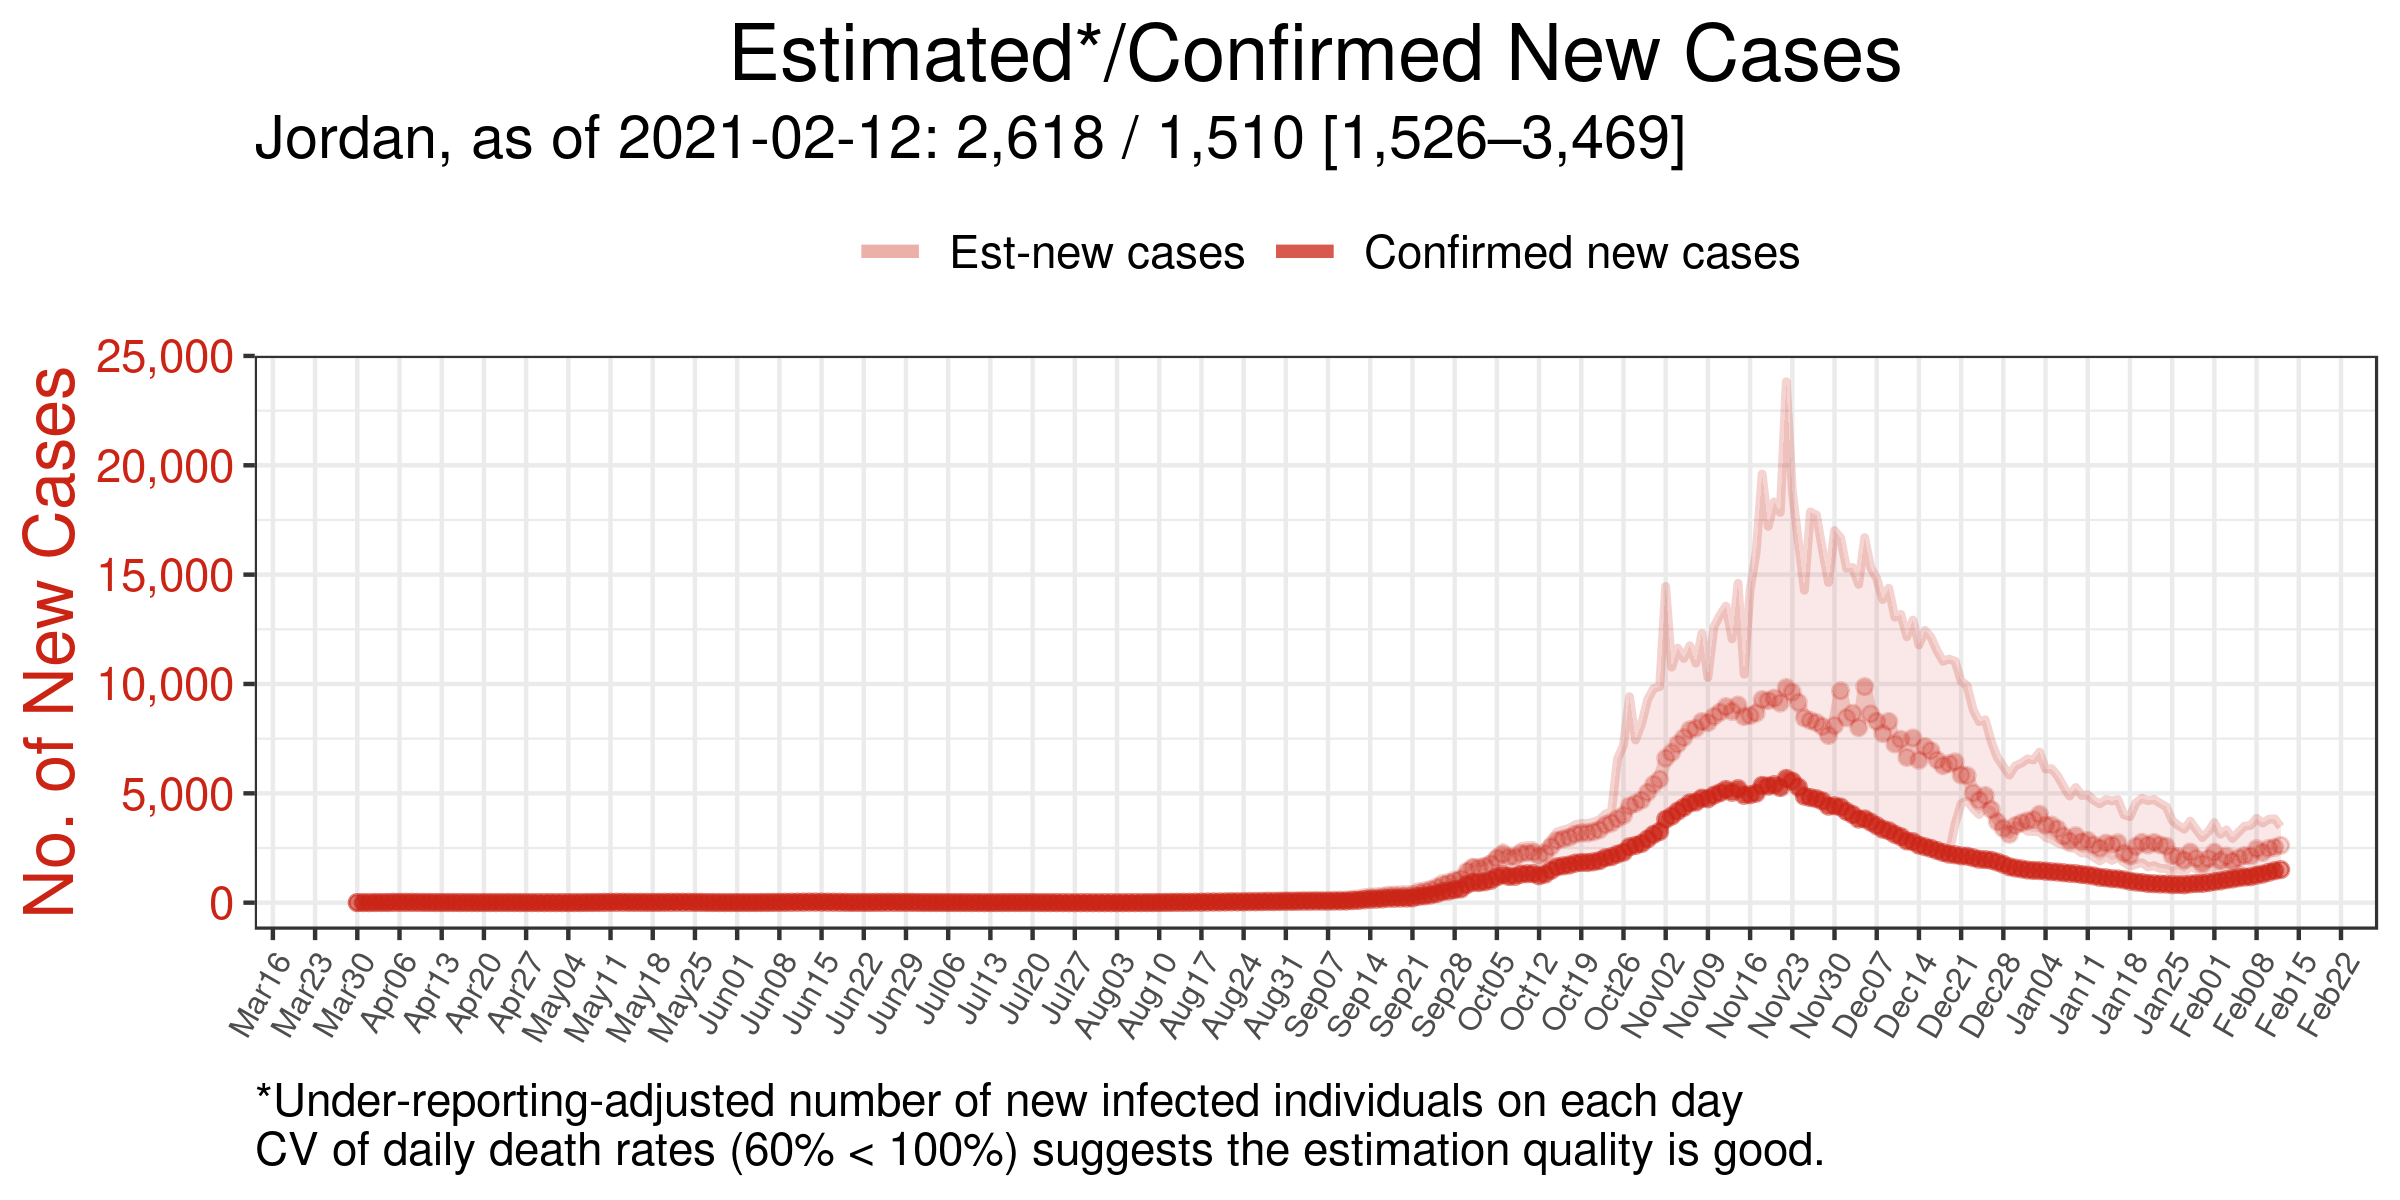 Estimated*/Confirmed New Cases
Jordan, as of 2021-02-12: 2,618 / 1,510 [1,526–3,469]
Est-new cases
Confirmed new cases
No. of New Cases
25,000
20,000
15,000
10,000
5,000
0
Mar16
Mar23
Mar30
Apr06
Apr13
Apr20
Apr27
May04
May11
May18
May25
Jun01
Jun08
Jun15
Jun22
Jun29
Jul06
Jul13
Jul20
Jul27
Aug03
Aug10
Aug17
Aug24
Aug31
Sep07
Sep14
Sep21
Sep28
Oct05
Oct12
Oct19
Oct26
Nov02
Nov09
Nov16
Nov23
Nov30
Dec07
Dec14
Dec21
Dec28
Jan04
Jan11
Jan18
Jan25
Feb01
Feb08
Feb15
Feb22
*Under-reporting-adjusted number of new infected individuals on each day
CV of daily death rates (60% < 100%) suggests the estimation quality is good.